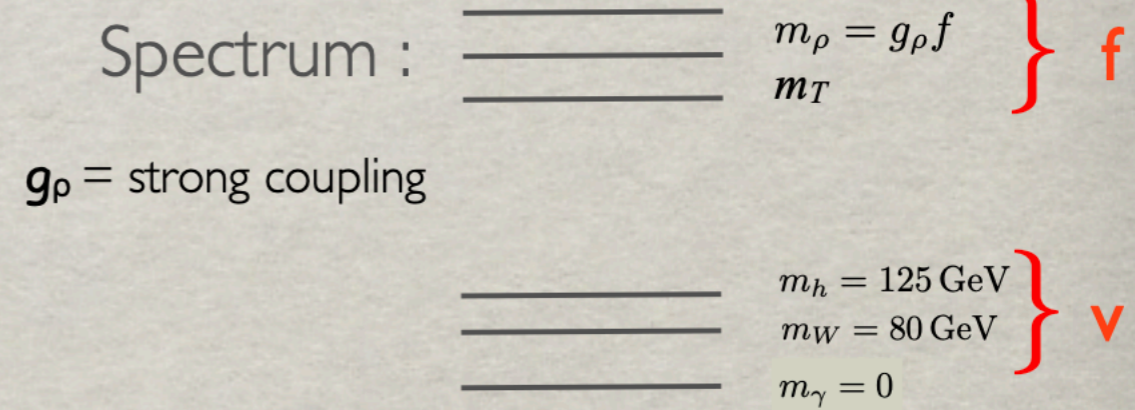 Spectrum :
m_ρ = g_ρ f
m_T
f
g_ρ = strong coupling
m_h = 125 GeV
m_W = 80 GeV
v
m_γ = 0